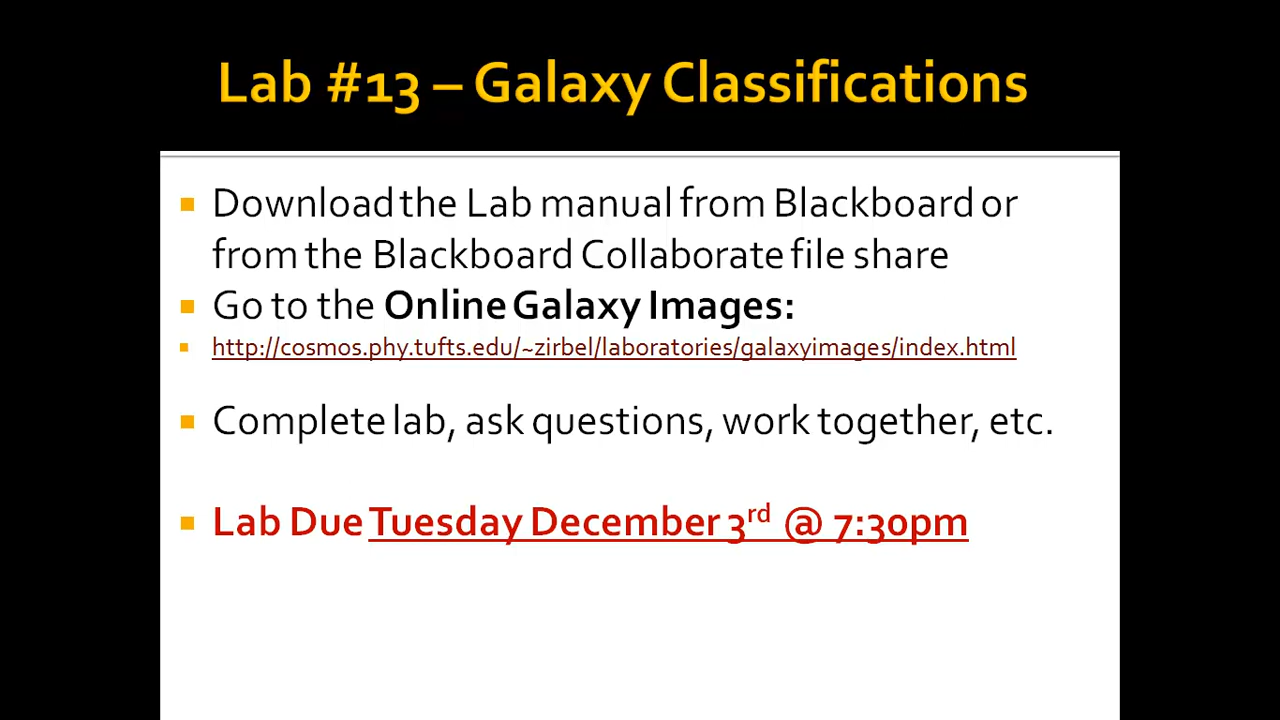 Lab #13 – Galaxy Classifications
Download the Lab manual from Blackboard or
from the Blackboard Collaborate file share
Go to the Online Galaxy Images:
http://cosmos.phy.tufts.edu/~zirbel/laboratories/galaxyimages/index.html
Complete lab, ask questions, work together, etc.
Lab Due Tuesday December 3rd @ 7:30pm